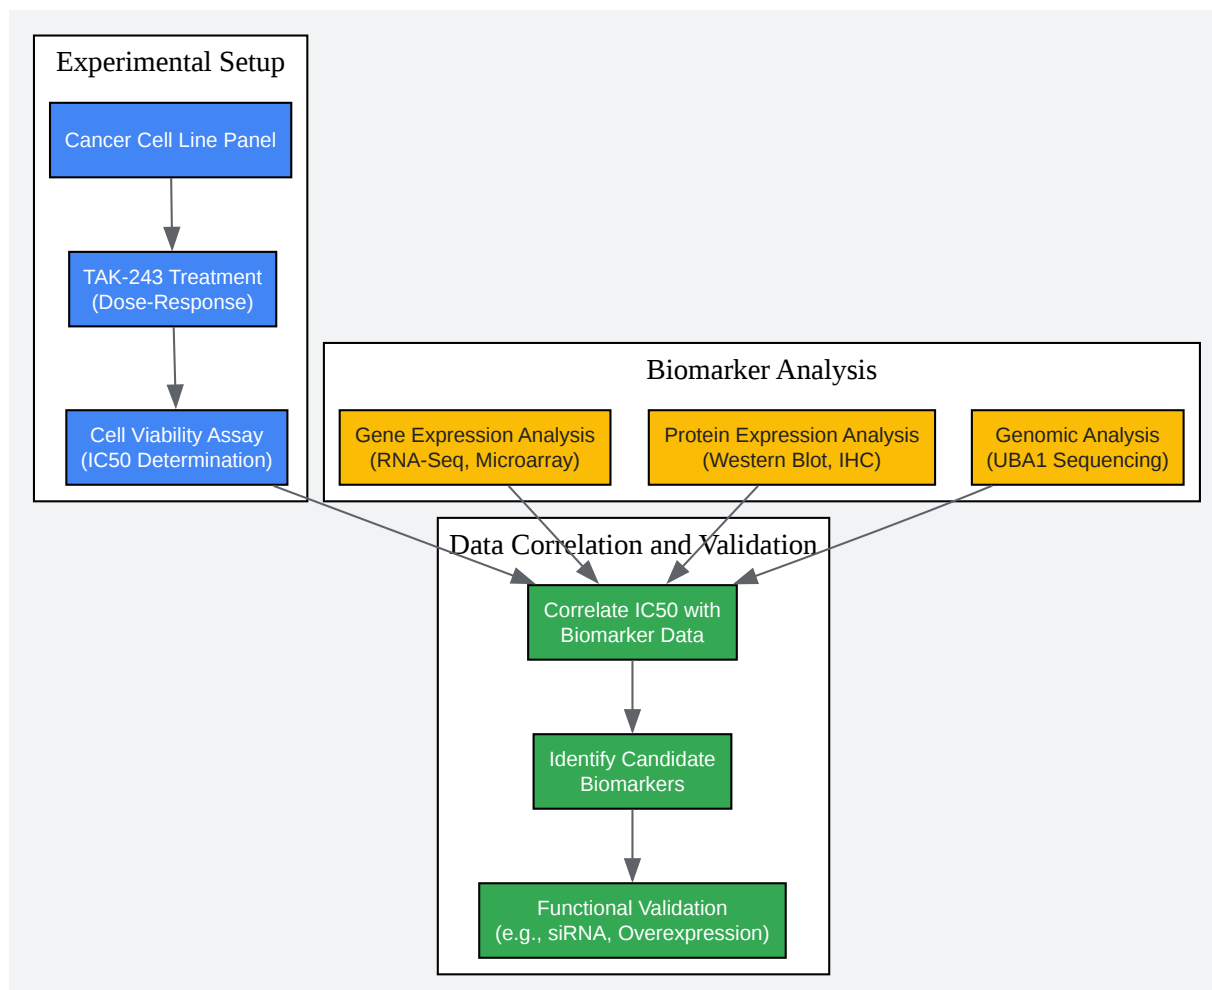 Experimental Setup
Cancer Cell Line Panel
TAK-243 Treatment
(Dose-Response)
Cell Viability Assay
(IC50 Determination)
Biomarker Analysis
Gene Expression Analysis
(RNA-Seq, Microarray)
Protein Expression Analysis
(Western Blot, IHC)
Genomic Analysis
(UBA1 Sequencing)
Data Correlation and Validation
Correlate IC50 with
Biomarker Data
Identify Candidate
Biomarkers
Functional Validation
(e.g., siRNA, Overexpression)